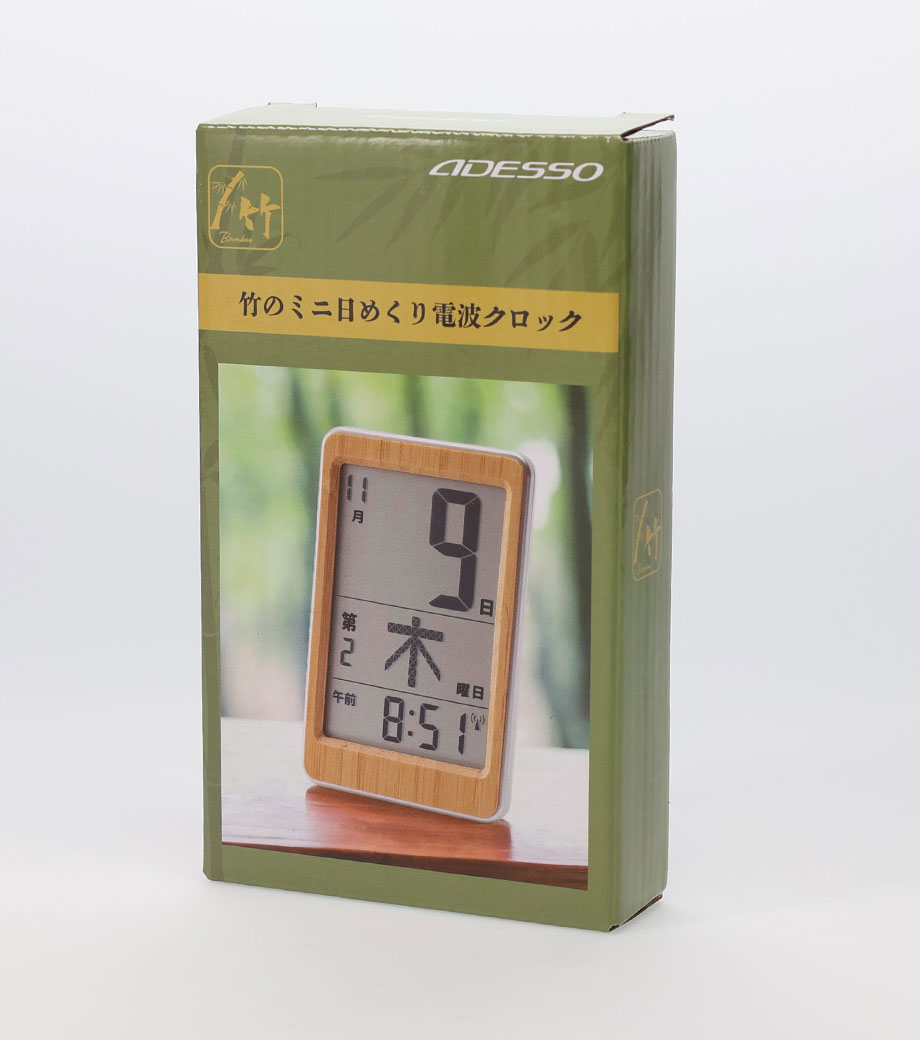 ADESSO
竹
Bamboo
竹のミニ日めくり電波クロック
11
月
9
日
第
2
木
曜日
午前
8:51
竹